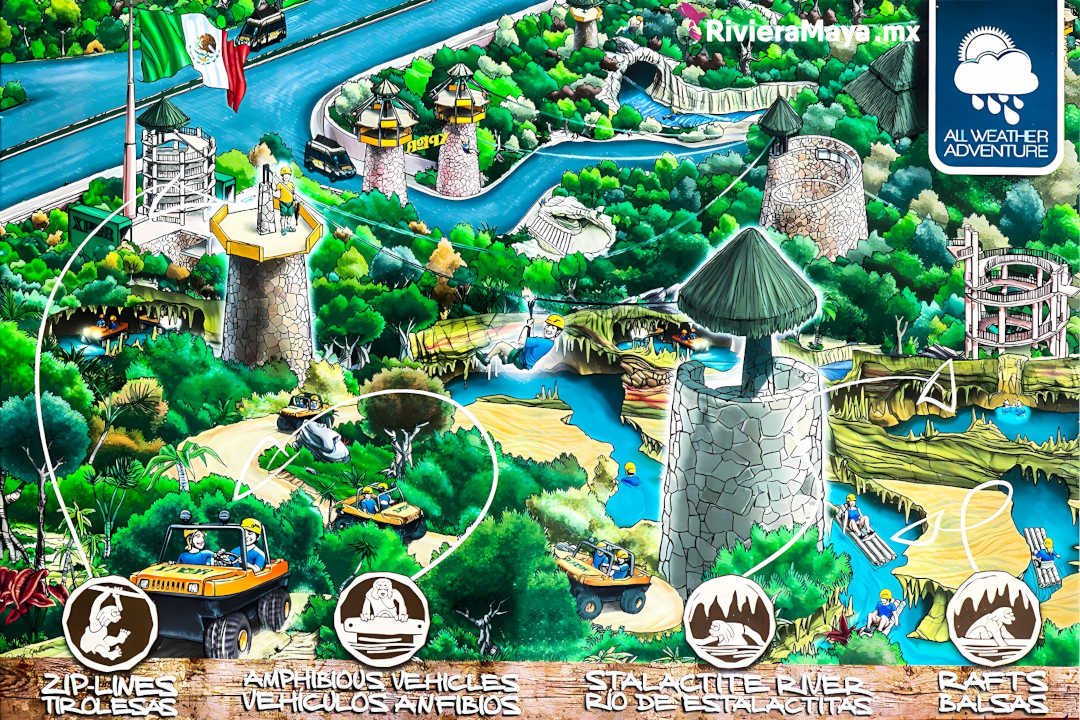 RivieraMaya.mx
ALL WEATHER
ADVENTURE
XPLOR
ZIP-LINES
TIROLESAS
AMPHIBIOUS VEHICLES
VEHÍCULOS ANFIBIOS
STALACTITE RIVER
RÍO DE ESTALACTITAS
RAFTS
BALSAS